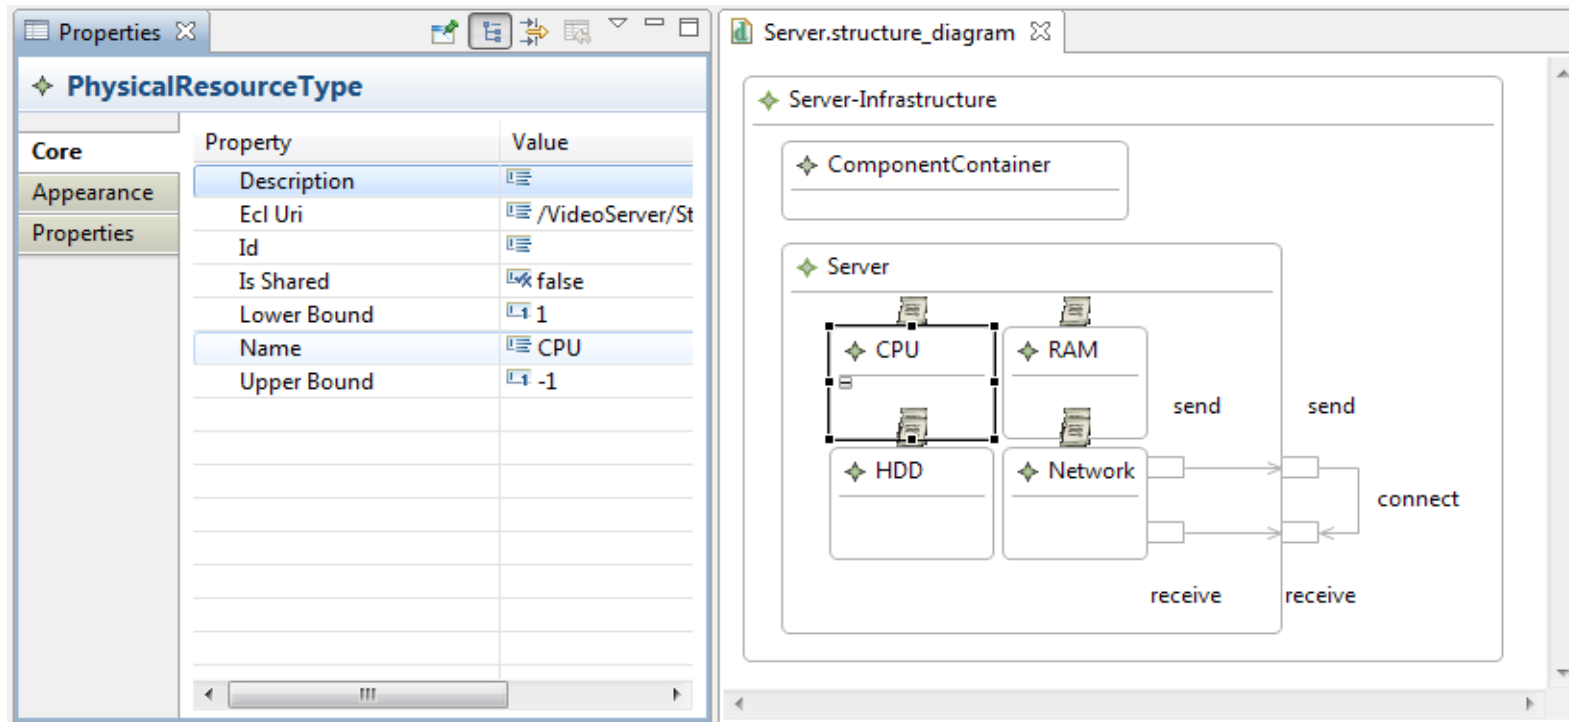 Properties
PhysicalResourceType
Core
Appearance
Properties
Property Value
Description
Ecl Uri /VideoServer/St
Id
Is Shared false
Lower Bound 1
Name CPU
Upper Bound -1
Server.structure_diagram
Server-Infrastructure
ComponentContainer
Server
CPU
RAM
send
send
HDD
Network
connect
receive
receive